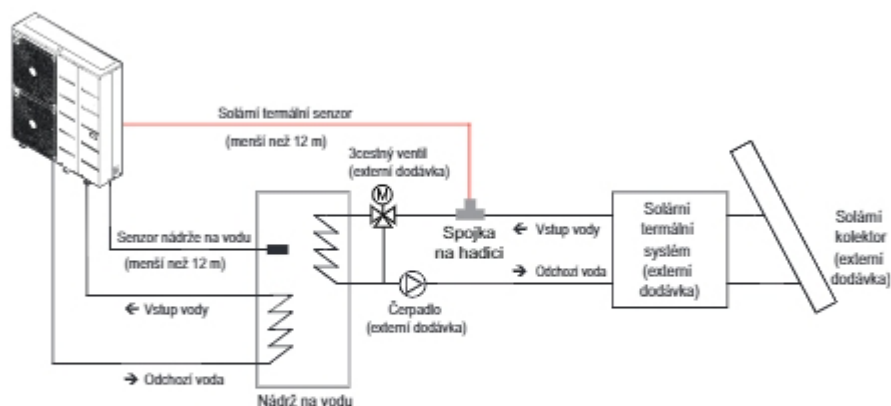 Solární termální senzor
(menší než 12 m)
3cestný ventil
(externí dodávka)
M
Spojka
na hadici
← Vstup vody
→ Odchozí voda
Solární
termální
systém
(externí
dodávka)
Solární
kolektor
(externí
dodávka)
Senzor nádrže na vodu
(menší než 12 m)
← Vstup vody
→ Odchozí voda
Čerpadlo
(externí dodávka)
Nádrž na vodu